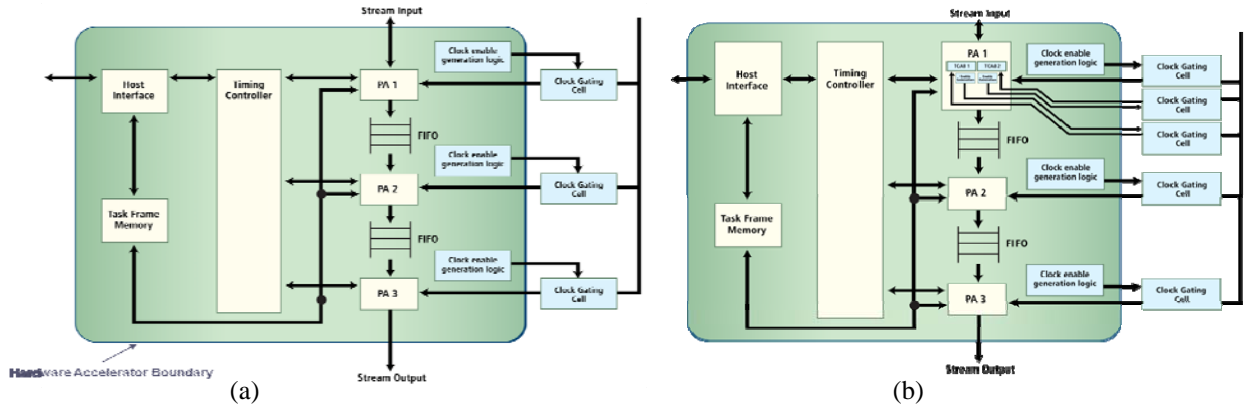 Stream Input
Clock enable
generation logic
Clock Gating
Cell
Host
Interface
Timing
Controller
PA 1
FIFO
Clock enable
generation logic
Clock Gating
Cell
PA 2
Task Frame
Memory
FIFO
Clock enable
generation logic
Clock Gating
Cell
PA 3
Hardware Accelerator Boundary
Stream Output
(a)
Stream Input
PA 1
TCAB 1 TCAB 2
Clock enable
generation logic
Clock Gating
Cell
Host
Interface
Timing
Controller
Clock Gating
Cell
Clock Gating
Cell
FIFO
Clock enable
generation logic
Clock Gating
Cell
PA 2
Task Frame
Memory
FIFO
Clock enable
generation logic
Clock Gating
Cell
PA 3
Stream Output
(b)